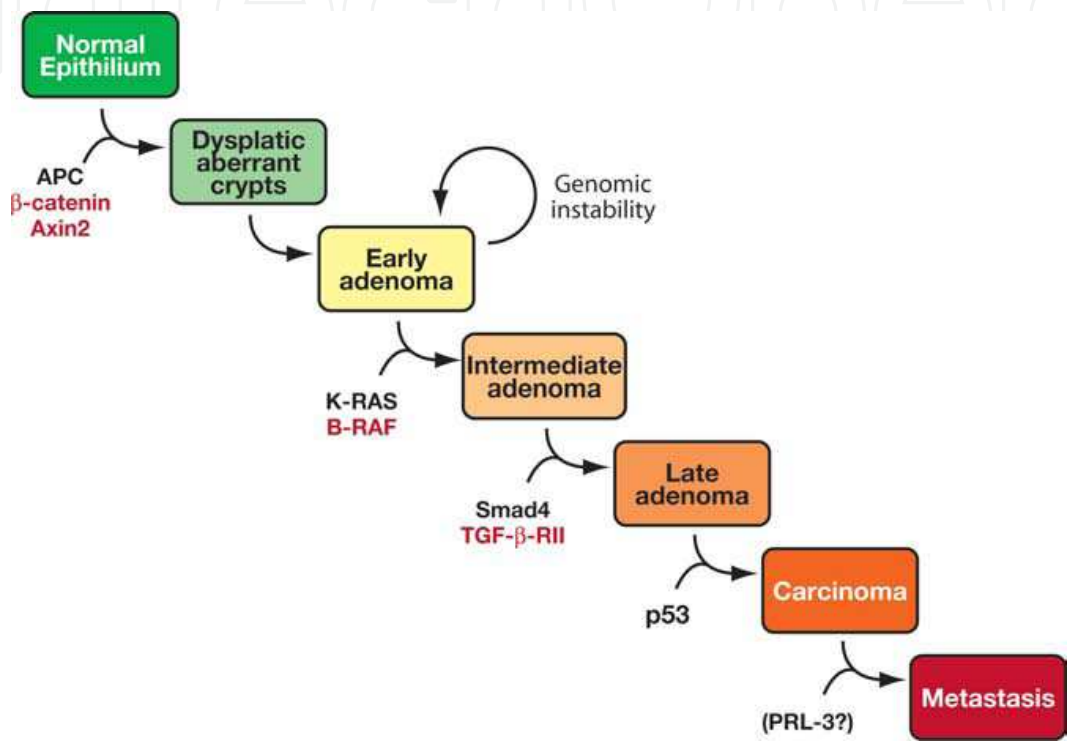 Normal
Epithilium
Dysplatic
aberrant
crypts
APC
β-catenin
Axin2
Genomic
instability
Early
adenoma
Intermediate
adenoma
K-RAS
B-RAF
Late
adenoma
Smad4
TGF-β-RII
Carcinoma
p53
Metastasis
(PRL-3?)